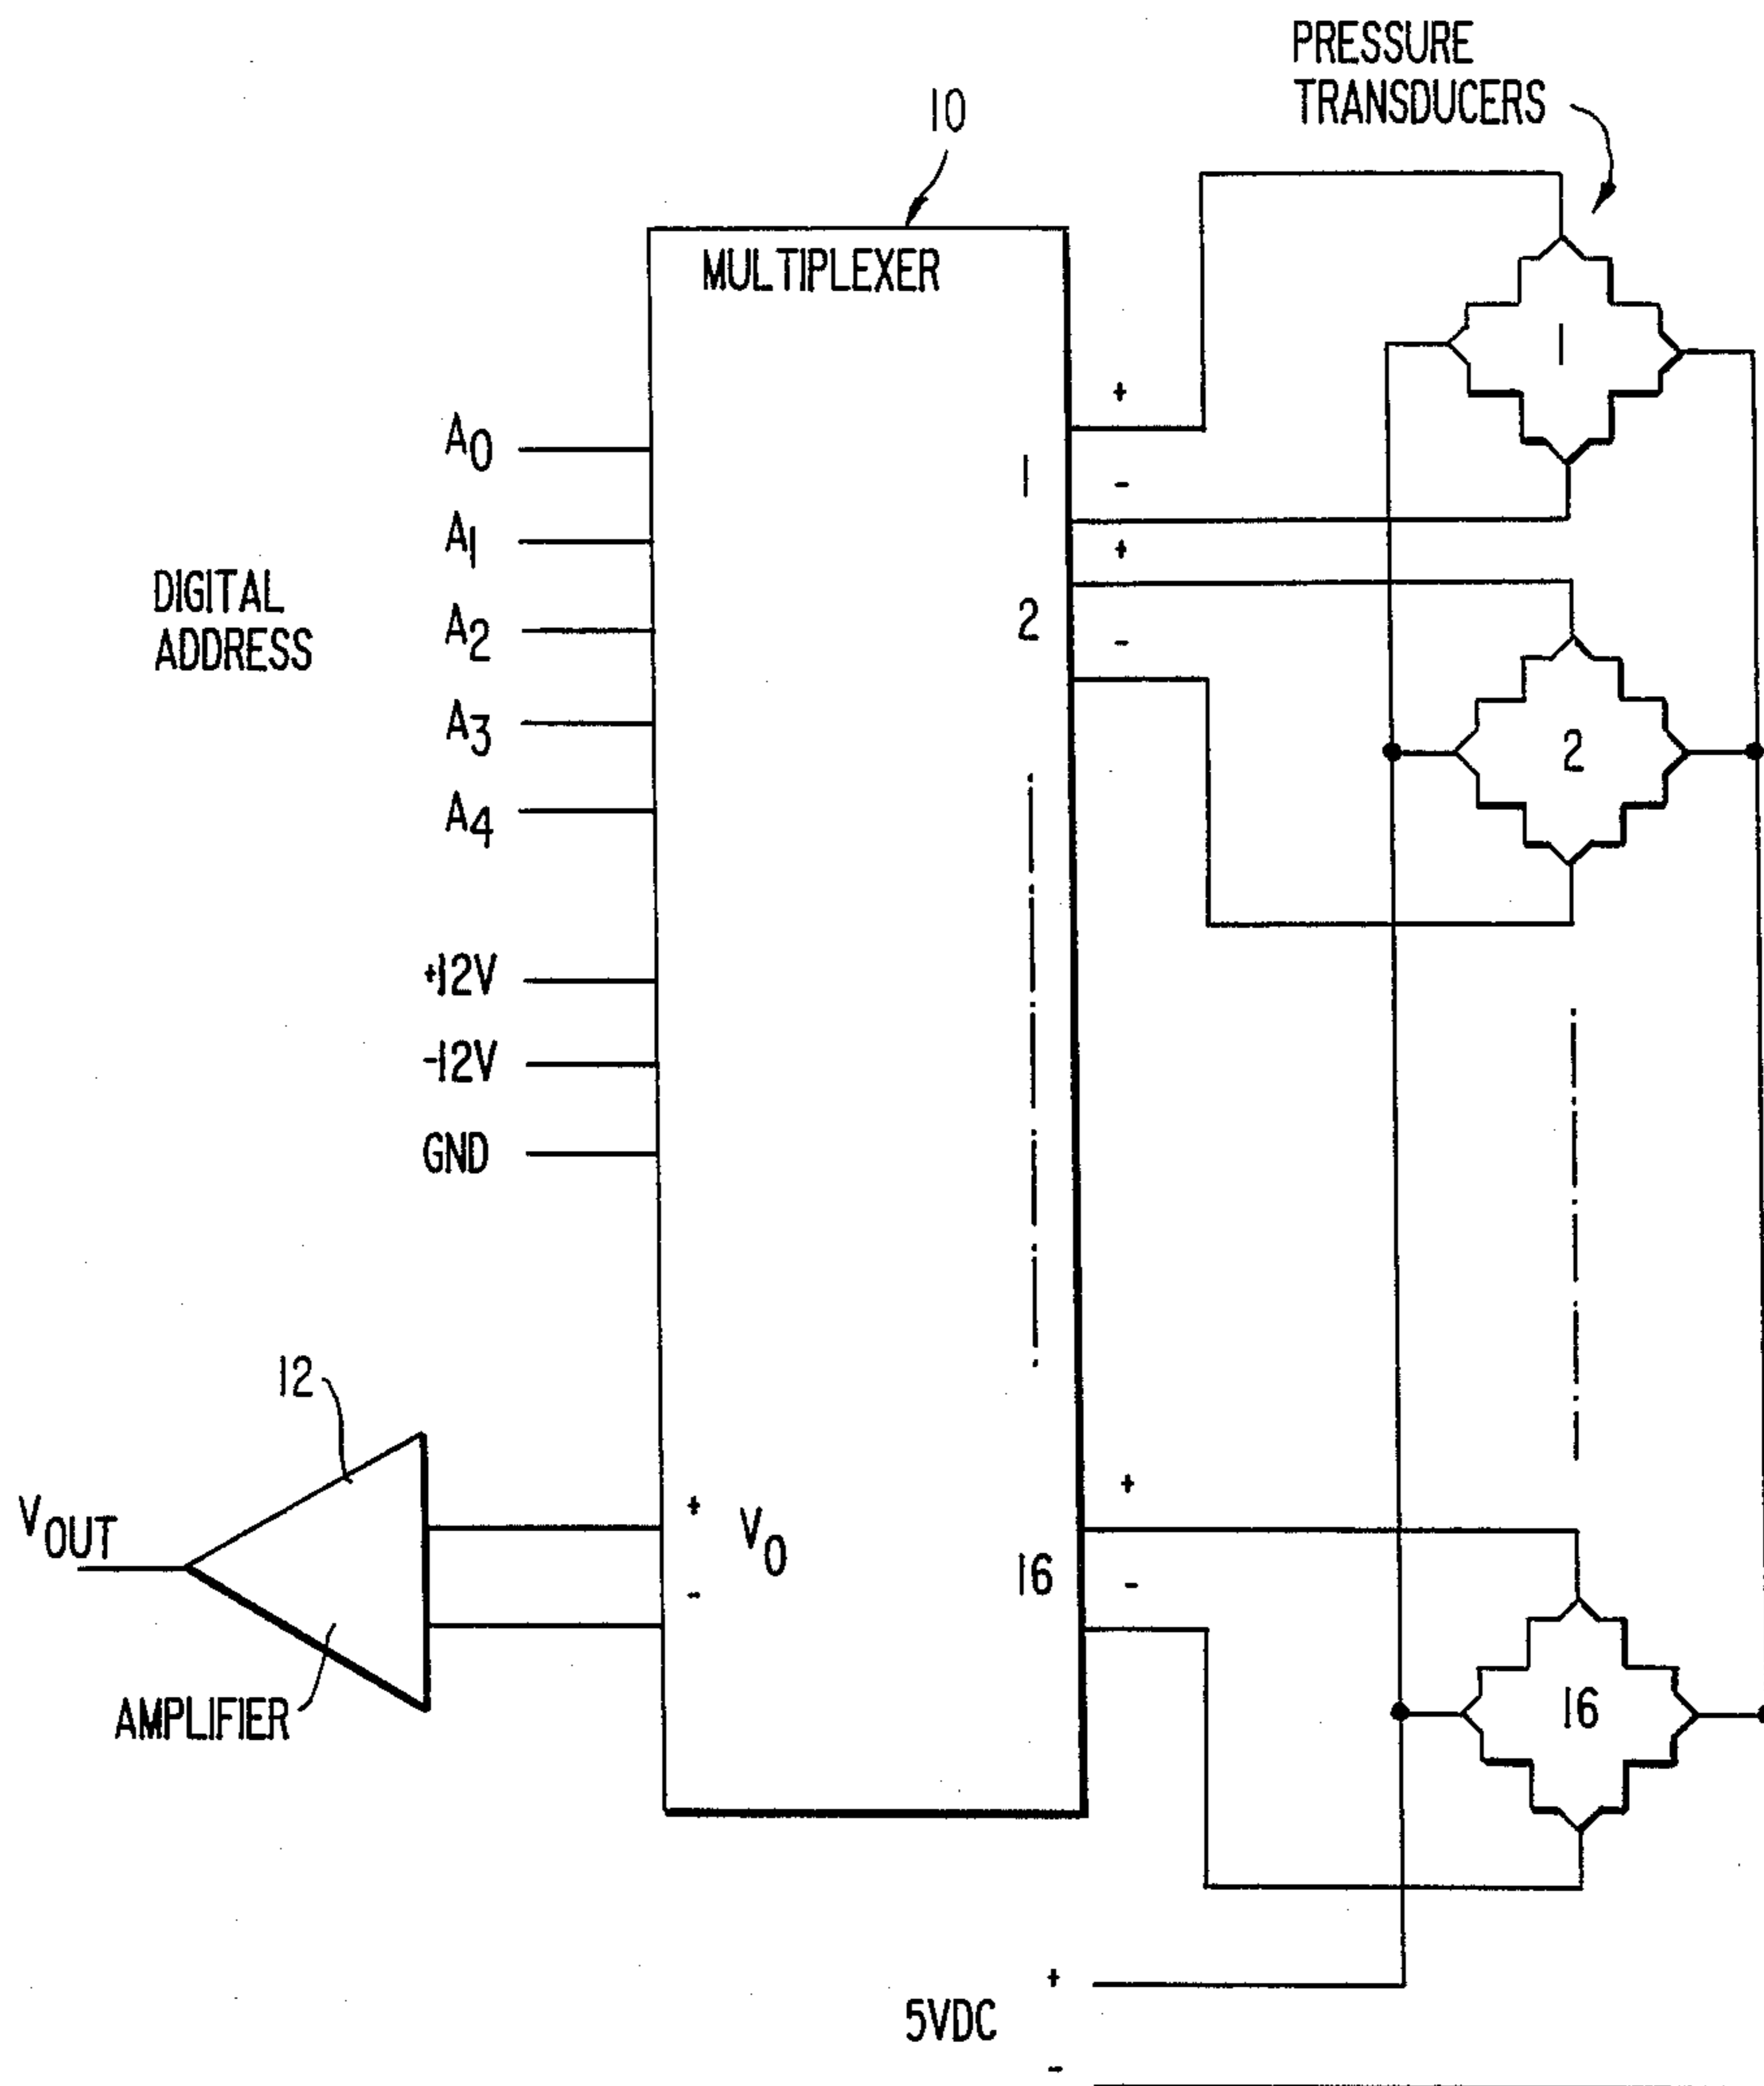 PRESSURE
TRANSDUCERS
10
MULTIPLEXER
1
+
A0
1
-
A1
+
DIGITAL
ADDRESS
A2
2
-
A3
2
A4
+12V
-12V
GND
12
+
+
VOUT
V0
-
16
-
16
AMPLIFIER
+
5VDC
-